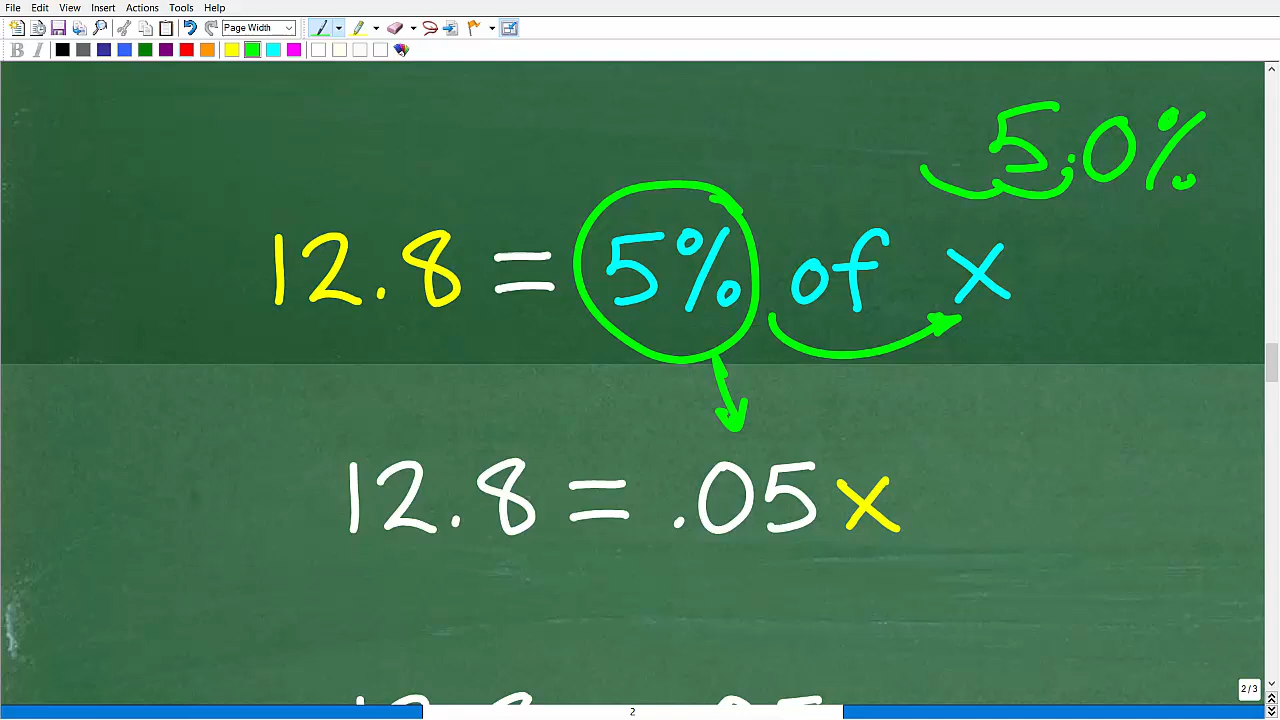 File Edit View Insert Actions Tools Help
Page Width
B I
5.0%
12.8 = 5% of x
12.8 = .05x
2/3
2